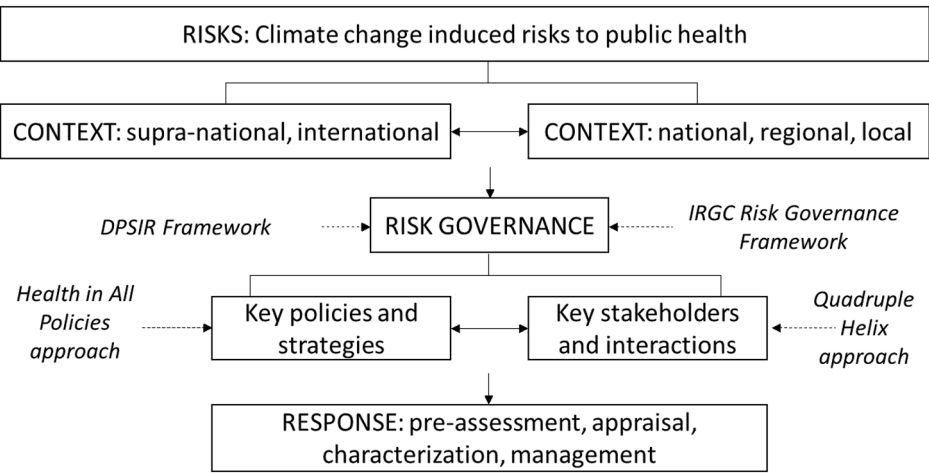 RISKS: Climate change induced risks to public health
CONTEXT: supra-national, international
CONTEXT: national, regional, local
DPSIR Framework
RISK GOVERNANCE
IRGC Risk Governance
Framework
Health in All
Policies
approach
Key policies and
strategies
Key stakeholders
and interactions
Quadruple
Helix
approach
RESPONSE: pre-assessment, appraisal,
characterization, management